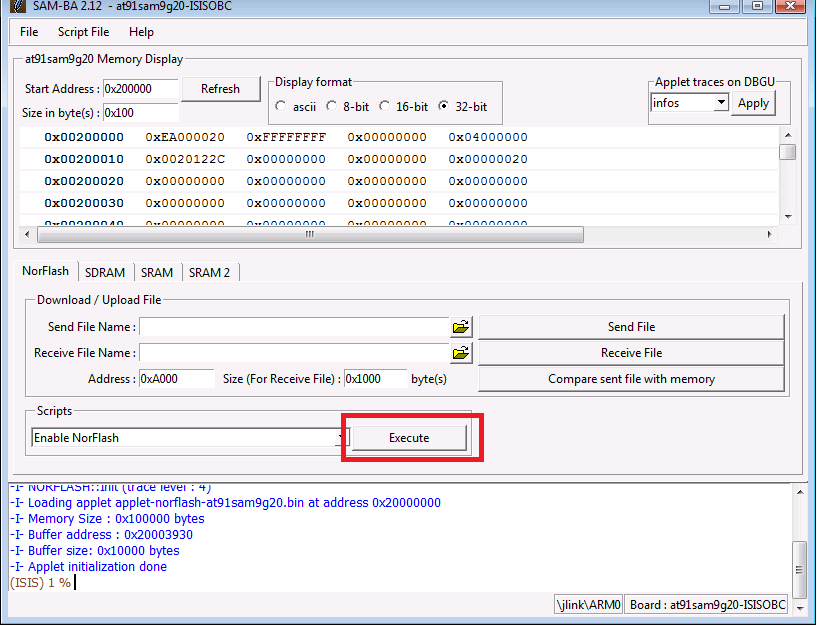 SAM-BA 2.12 - at91sam9g20-ISISOBC
File Script File Help
at91sam9g20 Memory Display
Start Address : 0x200000 Refresh
Size in byte(s) : 0x100
Display format
ascii 8-bit 16-bit 32-bit
Applet traces on DBGU
infos Apply
0x00200000 0xEA000020 0xFFFFFFFF 0x00000000 0x04000000
0x00200010 0x0020122C 0x00000000 0x00000000 0x00000020
0x00200020 0x00000000 0x00000000 0x00000000 0x00000000
0x00200030 0x00000000 0x00000000 0x00000000 0x00000000
0x00200040 0x00000000 0x00000000 0x00000000 0x00000000
NorFlash SDRAM SRAM SRAM 2
Download / Upload File
Send File Name : Send File
Receive File Name : Receive File
Address : 0xA000 Size (For Receive File) : 0x1000 byte(s) Compare sent file with memory
Scripts
Enable NorFlash Execute
-I- NORFLASH::Init (trace level : 4)
-I- Loading applet applet-norflash-at91sam9g20.bin at address 0x20000000
-I- Memory Size : 0x100000 bytes
-I- Buffer address : 0x20003930
-I- Buffer size: 0x10000 bytes
-I- Applet initialization done
(ISIS) 1 %
\jlink\ARM0 Board : at91sam9g20-ISISOBC